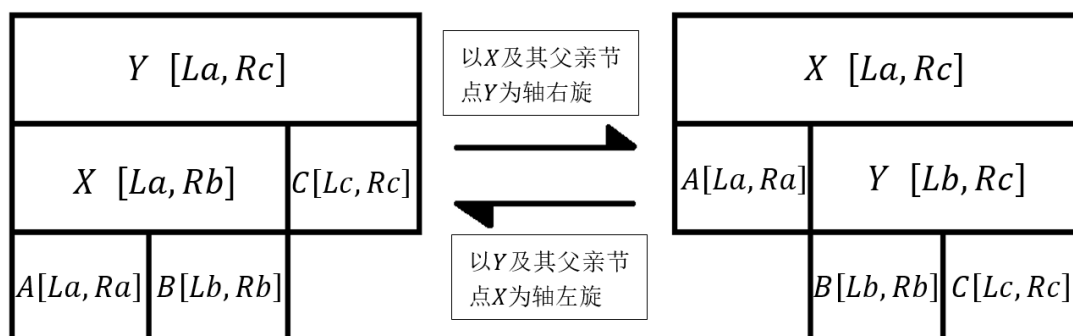 Y [La, Rc]
X [La, Rb]
C[Lc, Rc]
A[La, Ra]
B[Lb, Rb]
以X及其父亲节
点Y为轴右旋
以Y及其父亲节
点X为轴左旋
X [La, Rc]
A[La, Ra]
Y [Lb, Rc]
B[Lb, Rb]
C[Lc, Rc]